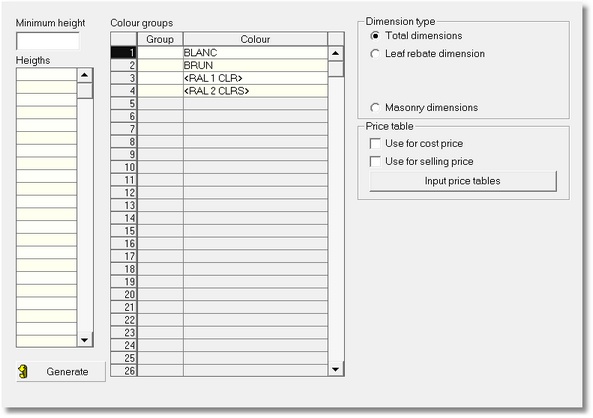 Minimum height
Heigths
Generate
Colour groups
Group Colour
1 BLANC
2 BRUN
3 <RAL 1 CLR>
4 <RAL 2 CLRS>
5
6
7
8
9
10
11
12
13
14
15
16
17
18
19
20
21
22
23
24
25
26
Dimension type
Total dimensions
Leaf rebate dimension
Masonry dimensions
Price table
Use for cost price
Use for selling price
Input price tables